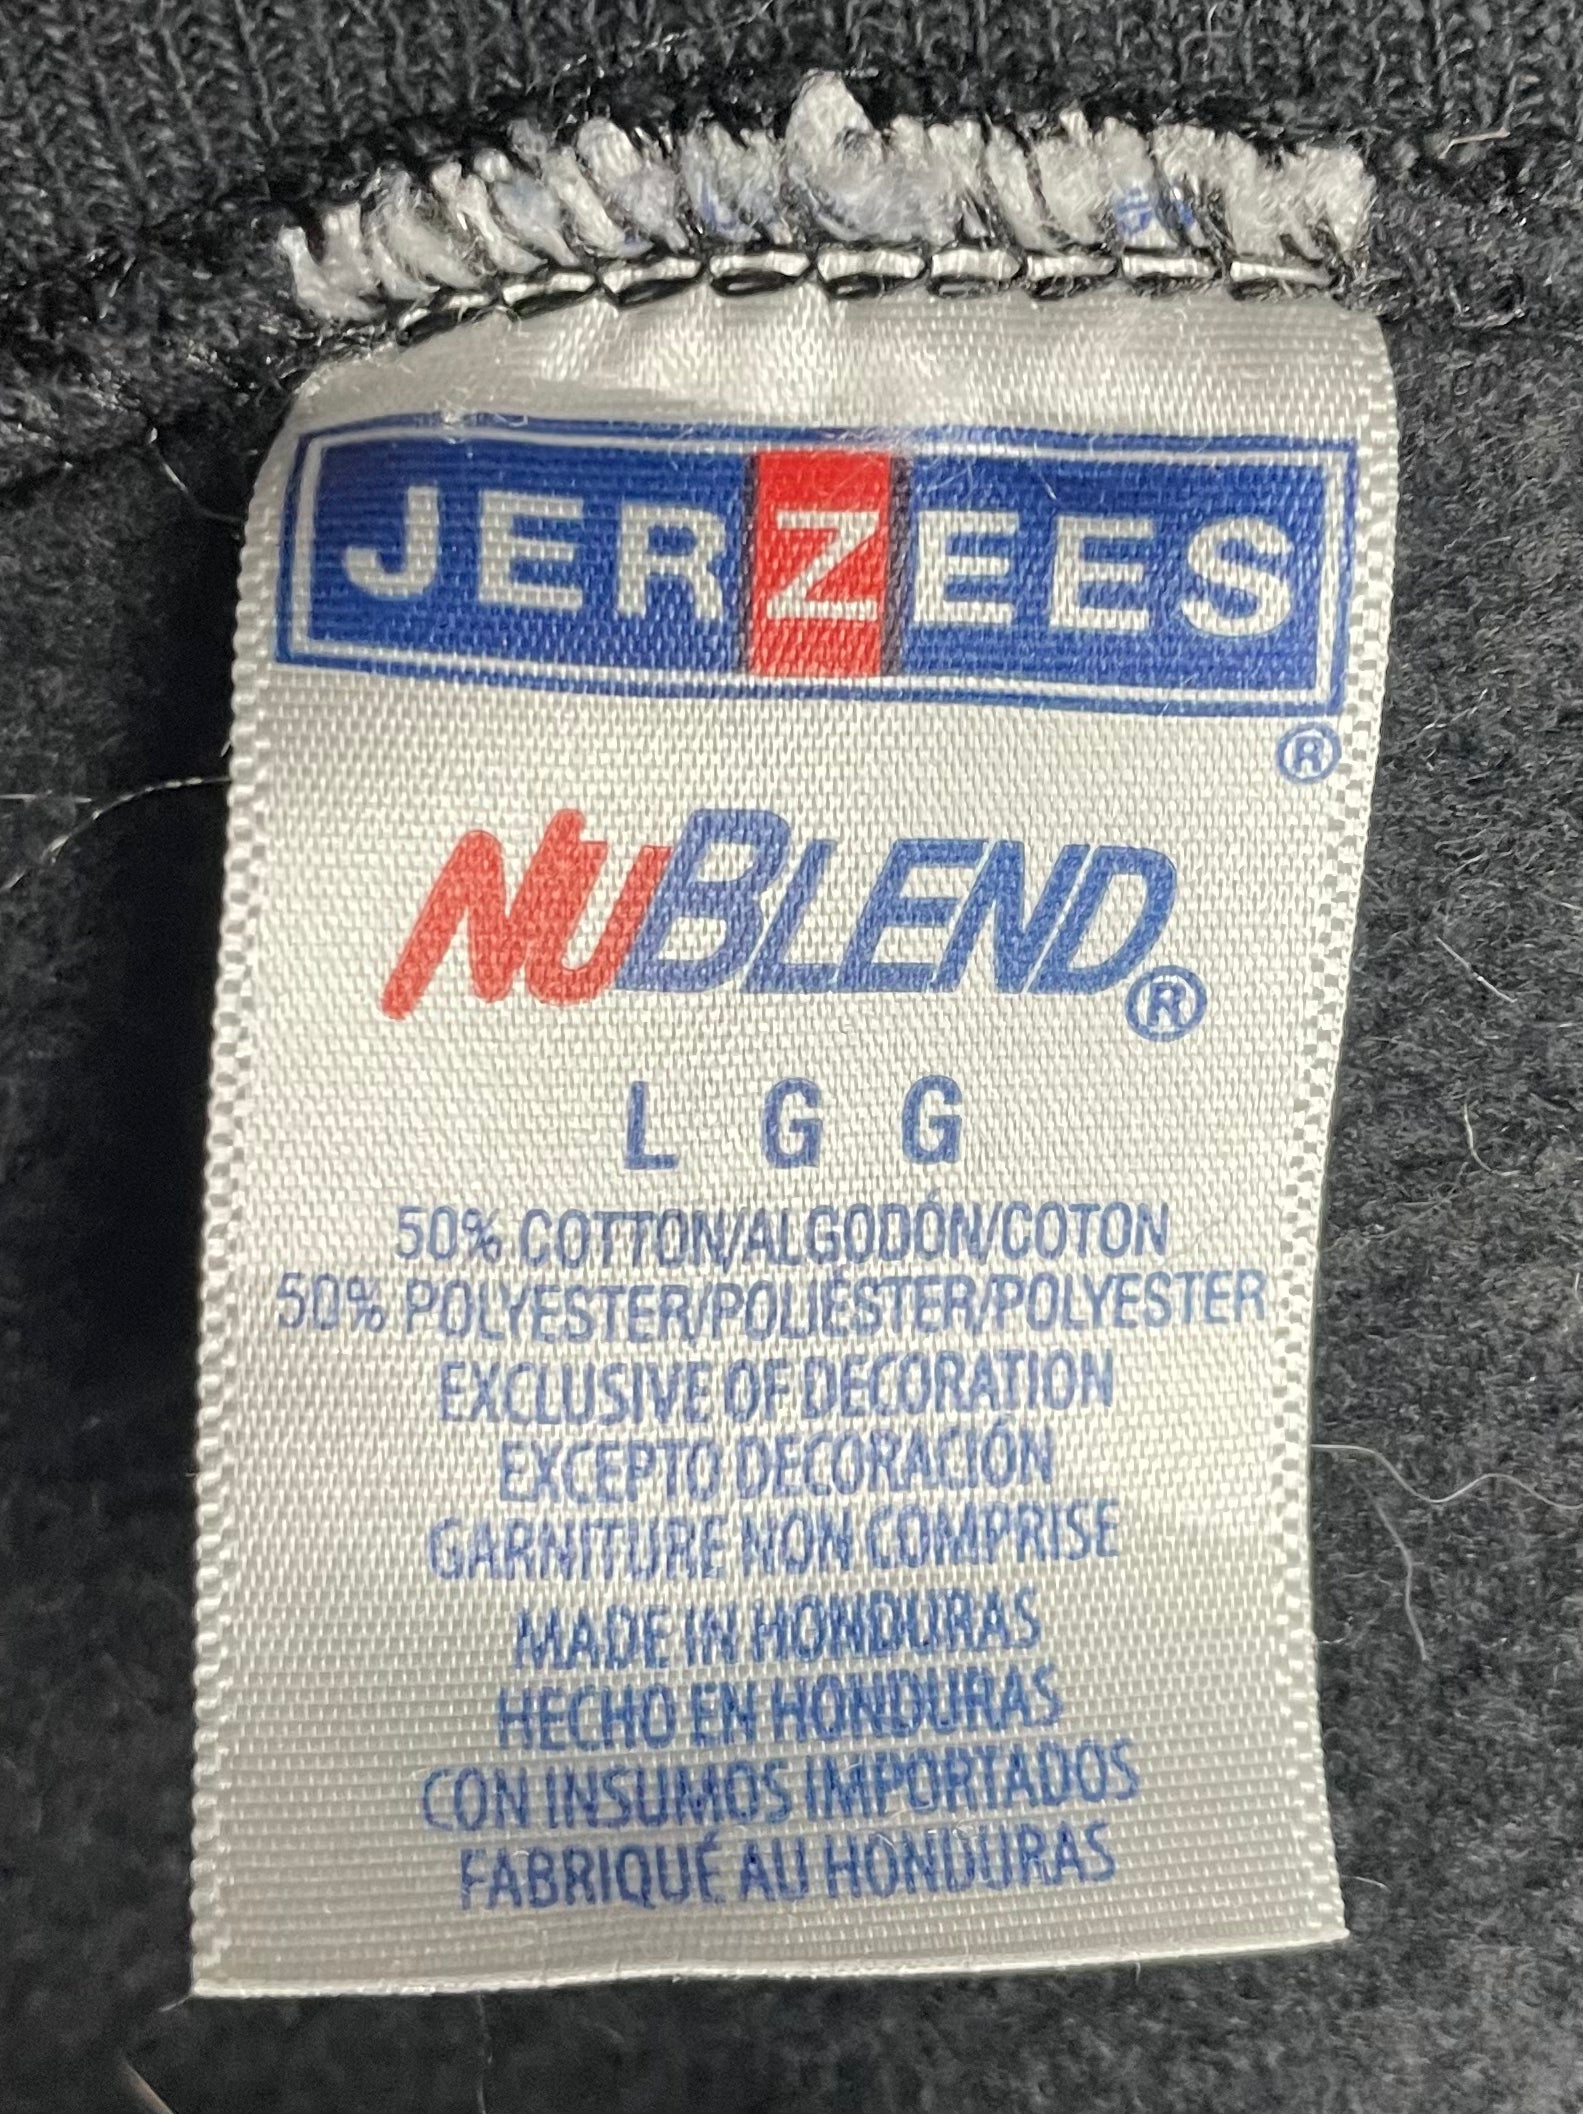 JERZEES
®
NUBLEND®
L G G
50% COTTON/ALGODÓN/COTON
50% POLYESTER/POLIÉSTER/POLYESTER
EXCLUSIVE OF DECORATION
EXCEPTO DECORACIÓN
GARNITURE NON COMPRISE
MADE IN HONDURAS
HECHO EN HONDURAS
CON INSUMOS IMPORTADOS
FABRIQUÉ AU HONDURAS